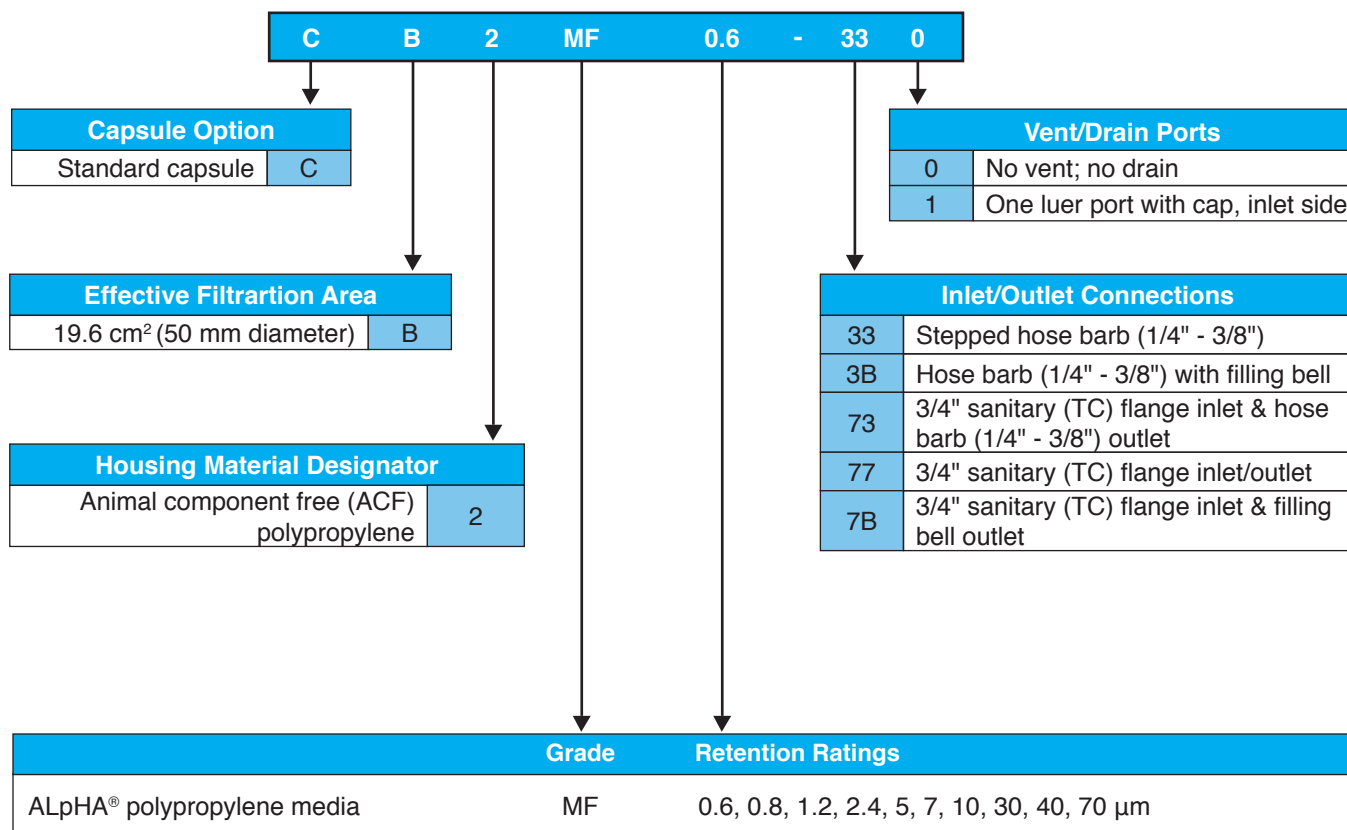 C B 2 MF 0.6 - 33 0
Capsule Option
Standard capsule C
Effective Filtrartion Area
19.6 cm² (50 mm diameter) B
Housing Material Designator
Animal component free (ACF)
polypropylene 2
Vent/Drain Ports
0 No vent; no drain
1 One luer port with cap, inlet side
Inlet/Outlet Connections
33 Stepped hose barb (1/4" - 3/8")
3B Hose barb (1/4" - 3/8") with filling bell
73 3/4" sanitary (TC) flange inlet & hose
barb (1/4" - 3/8") outlet
77 3/4" sanitary (TC) flange inlet/outlet
7B 3/4" sanitary (TC) flange inlet & filling
bell outlet
Grade Retention Ratings
ALpHA® polypropylene media MF 0.6, 0.8, 1.2, 2.4, 5, 7, 10, 30, 40, 70 µm